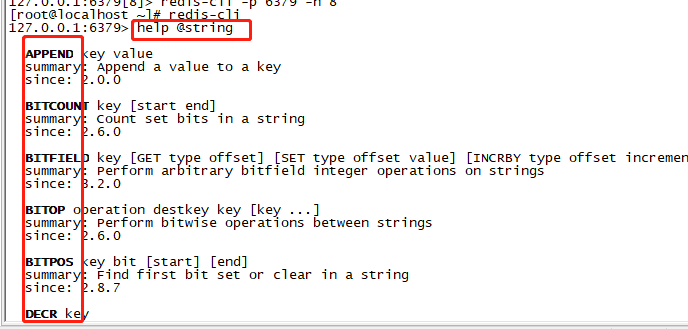 127.0.0.1:6379[8]> redis-cli -p 6379 -n 8
[root@localhost ~]# redis-cli
127.0.0.1:6379> help @string
APPEND key value
summary: Append a value to a key
since: 2.0.0
BITCOUNT key [start end]
summary: Count set bits in a string
since: 2.6.0
BITFIELD key [GET type offset] [SET type offset value] [INCRBY type offset incremen
summary: Perform arbitrary bitfield integer operations on strings
since: 3.2.0
BITOP operation destkey key [key ...]
summary: Perform bitwise operations between strings
since: 2.6.0
BITPOS key bit [start] [end]
summary: Find first bit set or clear in a string
since: 2.8.7
DECR key